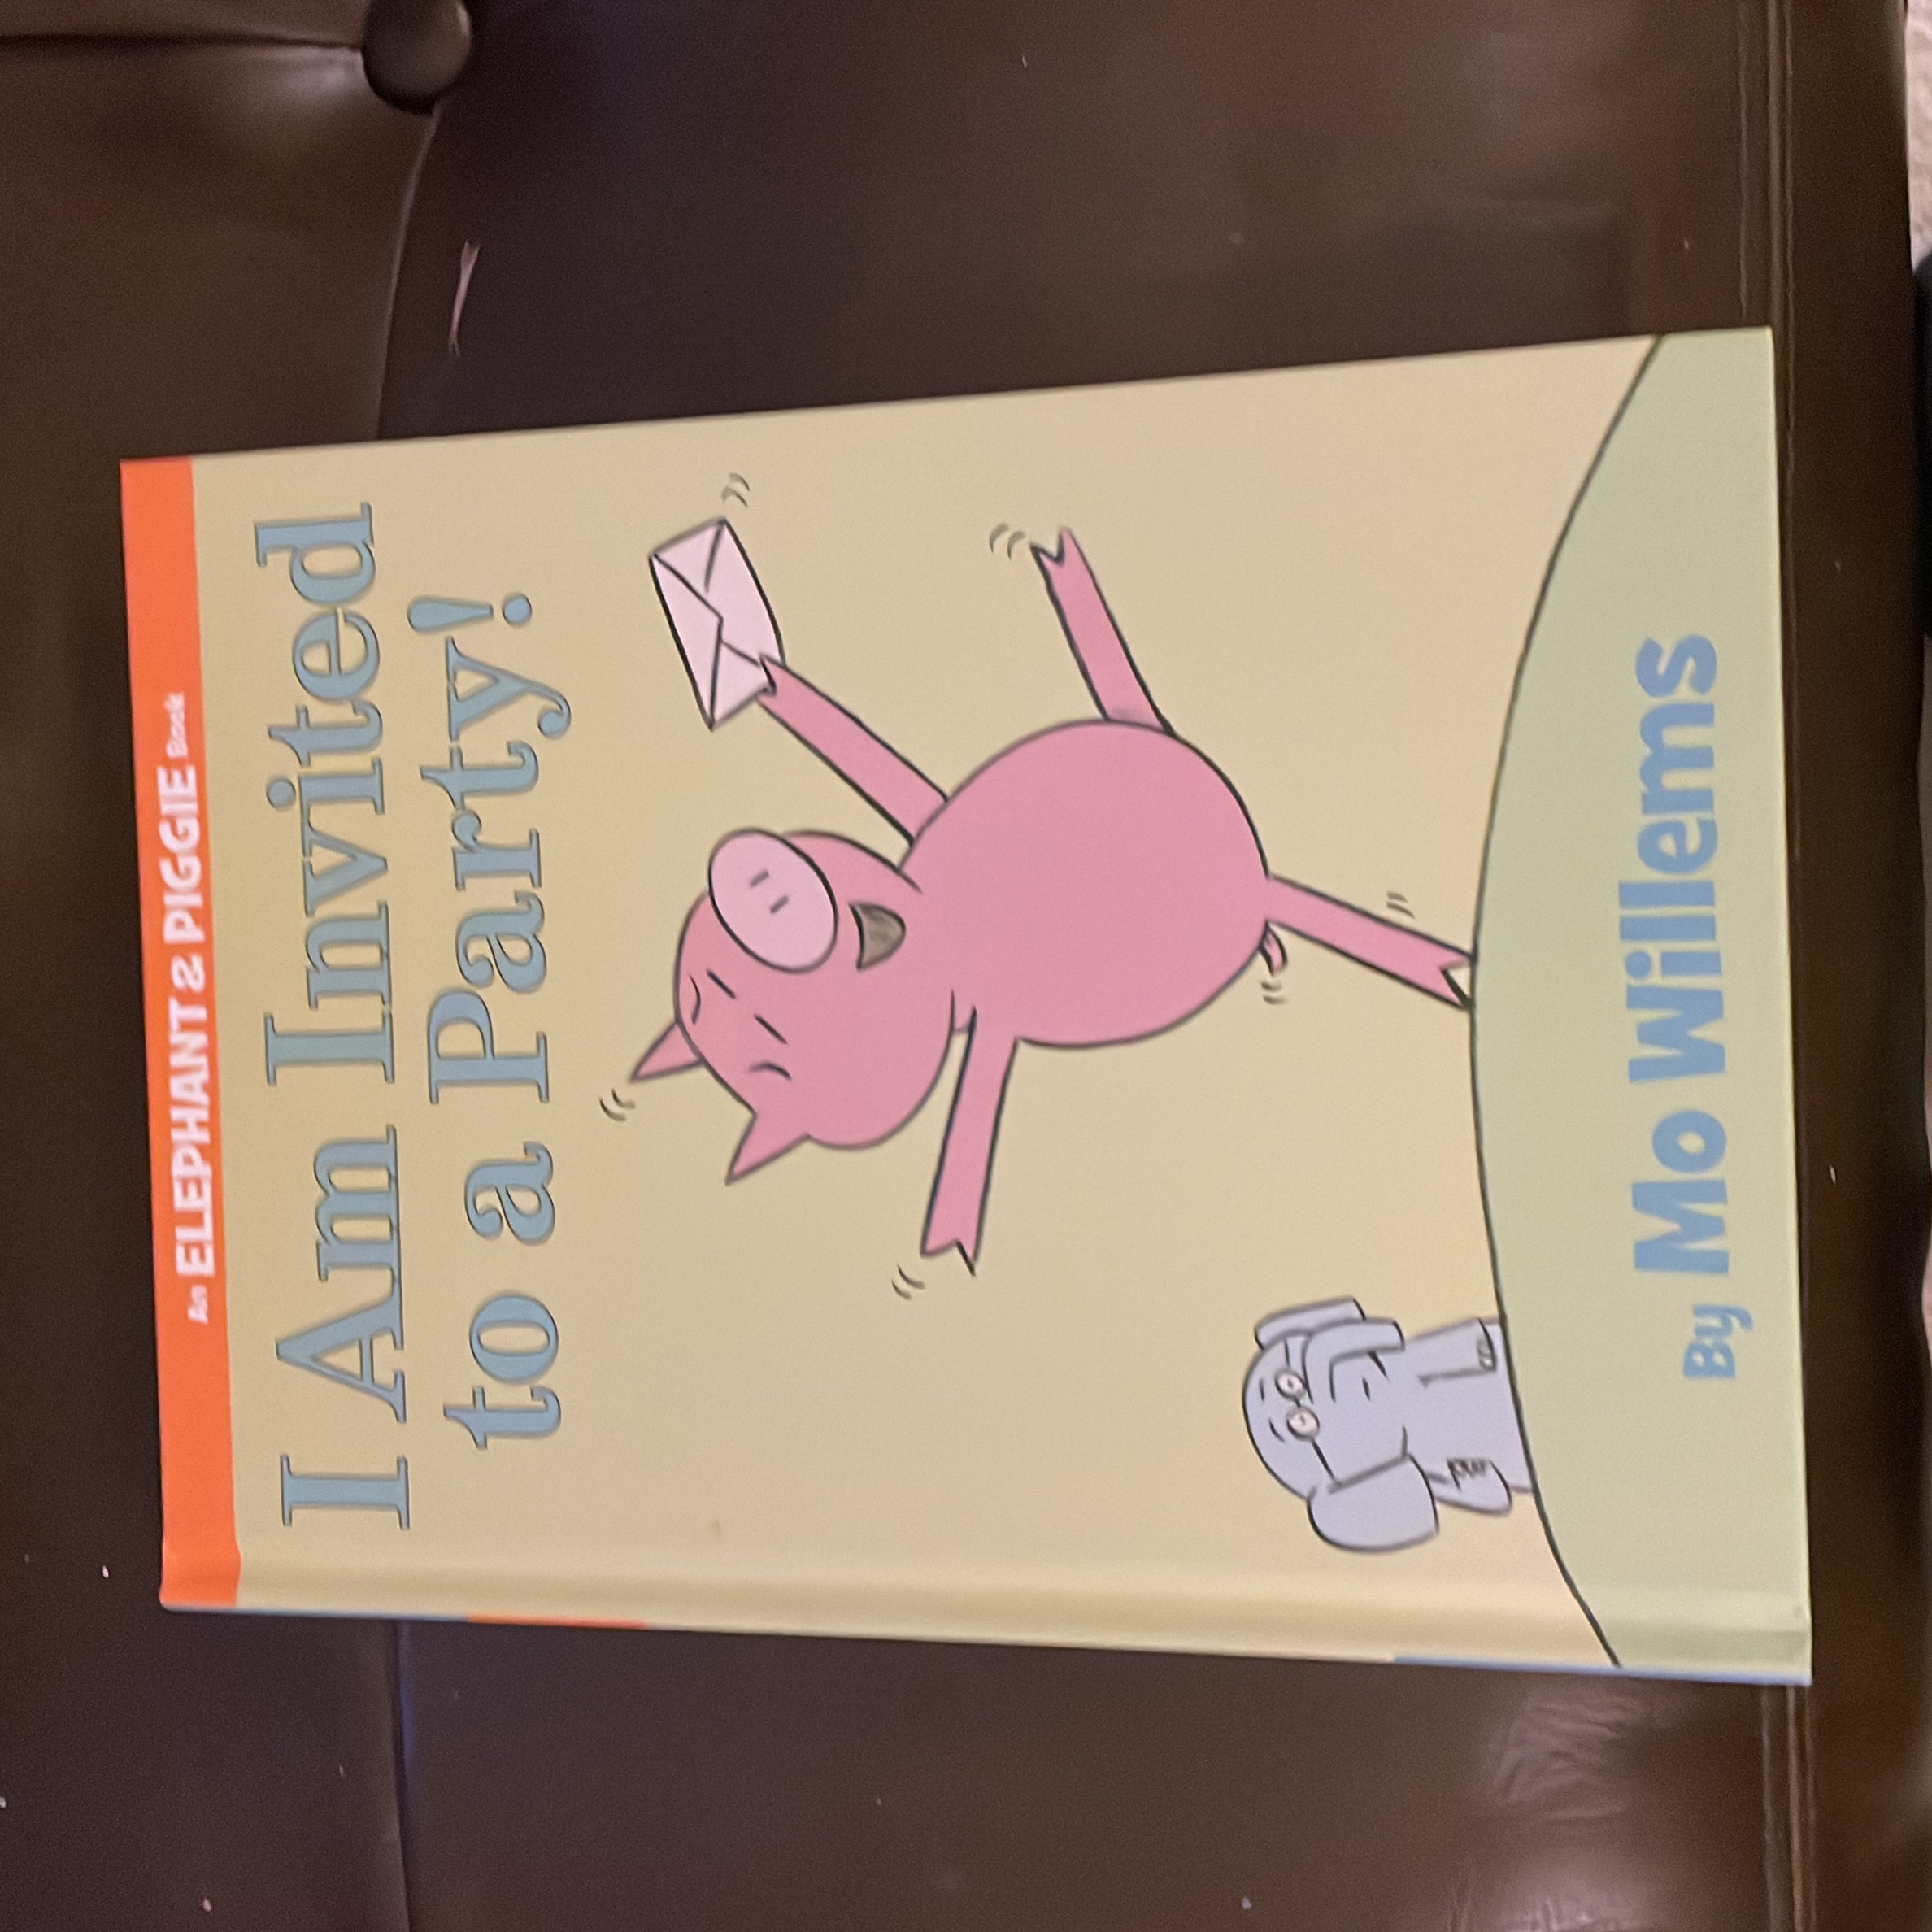 An ELEPHANT & PIGGIE Book
I Am Invited
to a Party!
By Mo Willems